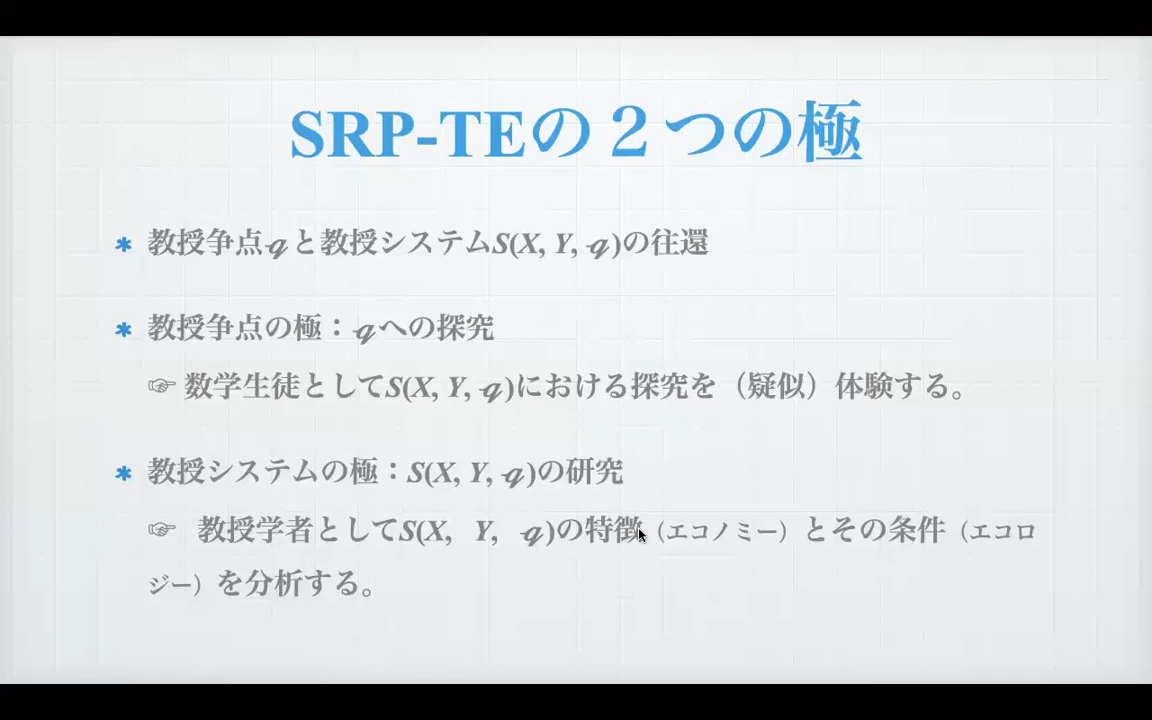 SRP-TEの２つの極
* 教授争点𝓆と教授システムS(X, Y, 𝓆)の往還
* 教授争点の極：𝓆への探究
☞ 数学生徒としてS(X, Y, 𝓆)における探究を（疑似）体験する。
* 教授システムの極：S(X, Y, 𝓆)の研究
☞ 教授学者としてS(X, Y, 𝓆)の特徴（エコノミー）とその条件（エコロ
ジー）を分析する。